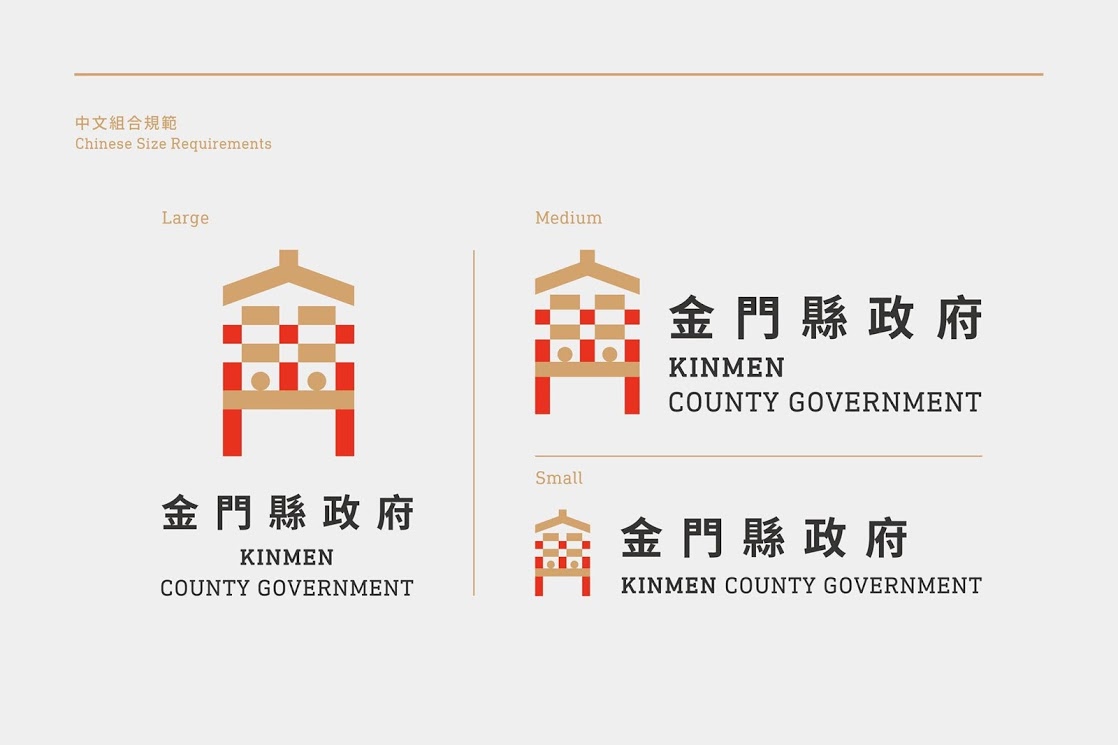 中文組合規範
Chinese Size Requirements
Large
金門縣政府
KINMEN
COUNTY GOVERNMENT
Medium
金門縣政府
KINMEN
COUNTY GOVERNMENT
Small
金門縣政府
KINMEN COUNTY GOVERNMENT